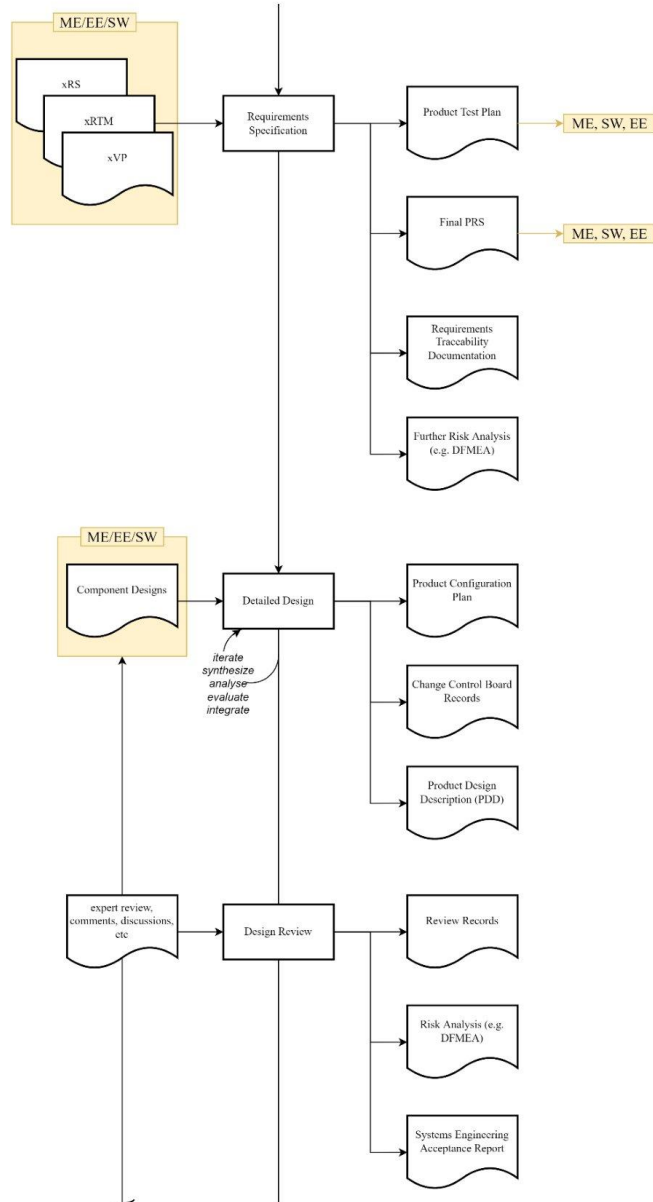 ME/EE/SW
xRS
xRTM
xVP
Requirements
Specification
Product Test Plan
ME, SW, EE
Final PRS
ME, SW, EE
Requirements
Traceability
Documentation
Further Risk Analysis
(e.g. DFMEA)
ME/EE/SW
Component Designs
Detailed Design
iterate
synthesize
analyse
evaluate
integrate
Product Configuration
Plan
Change Control Board
Records
Product Design
Description (PDD)
expert review,
comments, discussions,
etc
Design Review
Review Records
Risk Analysis (e.g.
DFMEA)
Systems Engineering
Acceptance Report